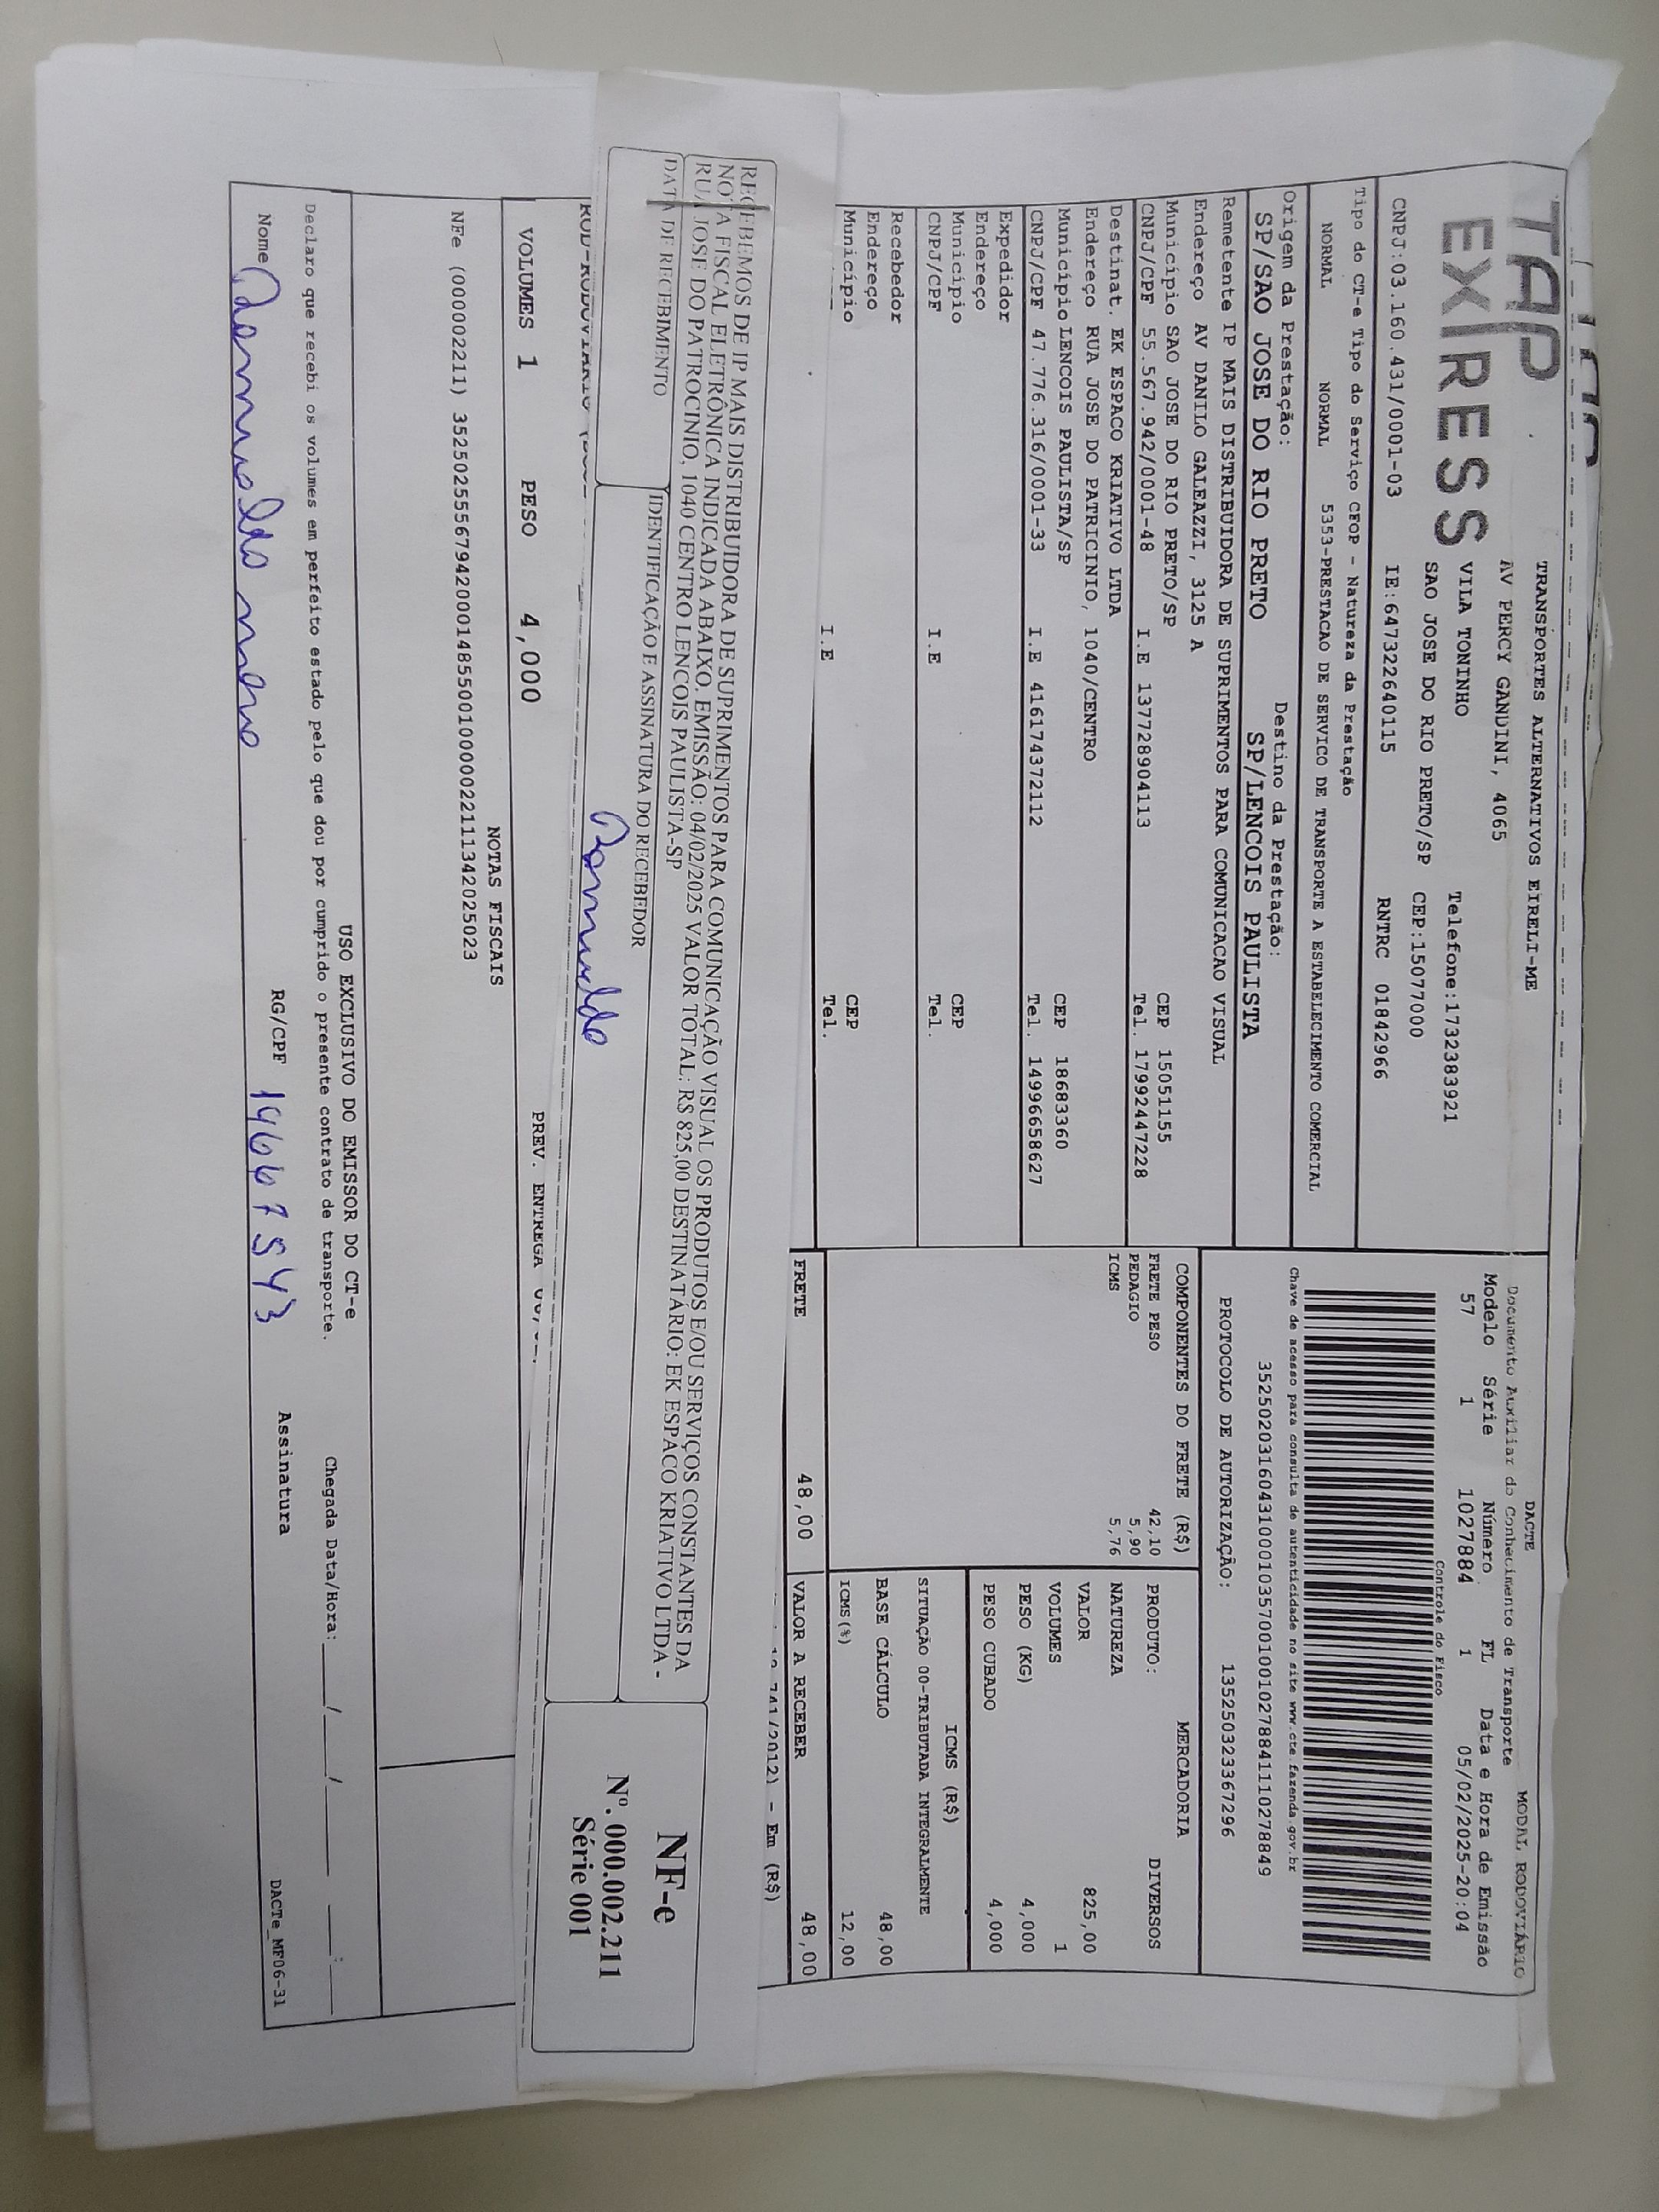 TAP
EXPRESS
TRANSPORTES ALTERNATIVOS EIRELI-ME
AV PERCY GANDINI, 4065
VILA TONINHO Telefone:1732383921
SAO JOSE DO RIO PRETO/SP CEP:15077000
CNPJ:03.160.431/0001-03 IE:647322640115 RNTRC 01842966
Tipo do CT-e Tipo do Serviço CFOP - Natureza da Prestação
NORMAL NORMAL 5353-PRESTACAO DE SERVICO DE TRANSPORTE A ESTABELECIMENTO COMERCIAL
Origem da Prestação: Destino da Prestação:
SP/SAO JOSE DO RIO PRETO SP/LENCOIS PAULISTA
Remetente IP MAIS DISTRIBUIDORA DE SUPRIMENTOS PARA COMUNICACAO VISUAL
Endereço AV DANILO GALEAZZI, 3125 A
Município SAO JOSE DO RIO PRETO/SP CEP 15051155
CNPJ/CPF 55.567.942/0001-48 I.E 137728904113 Tel. 17992447228
Destinat. EK ESPACO KRIATIVO LTDA
Endereço RUA JOSE DO PATRICINIO, 1040/CENTRO
Município LENCOIS PAULISTA/SP CEP 18683360
CNPJ/CPF 47.776.316/0001-33 I.E 416174372112 Tel. 14996658627
Expedidor
Endereço
Município CEP
CNPJ/CPF I.E Tel.
Recebedor
Endereço
Município CEP
I.E Tel.
DACTE MODAL RODOVIÁRIO
Documento Auxiliar do Conhecimento de Transporte
Modelo Série Número FL Data e Hora de Emissão
57 1 1027884 1 05/02/2025-20:04
Controle do Fisco
Chave de acesso para consulta de autenticidade no site www.cte.fazenda.gov.br
35250203160431000103570010010278841110278849
PROTOCOLO DE AUTORIZAÇÃO: 135250323367296
COMPONENTES DO FRETE (R$)
FRETE PESO 42,10
PEDAGIO 5,90
ICMS 5,76
MERCADORIA
PRODUTO: DIVERSOS
NATUREZA
VALOR 825,00
VOLUMES 1
PESO (KG) 4,000
PESO CUBADO 4,000
ICMS (R$)
SITUAÇÃO 00-TRIBUTADA INTEGRALMENTE
BASE CÁLCULO 48,00
ICMS(%) 12,00
FRETE 48,00 VALOR A RECEBER 48,00
12.741/2012) - Em (R$)
RECEBEMOS DE IP MAIS DISTRIBUIDORA DE SUPRIMENTOS PARA COMUNICAÇÃO VISUAL OS PRODUTOS E/OU SERVIÇOS CONSTANTES DA
NOTA FISCAL ELETRÔNICA INDICADA ABAIXO. EMISSÃO: 04/02/2025 VALOR TOTAL: R$ 825,00 DESTINATÁRIO: EK ESPACO KRIATIVO LTDA -
RUA JOSE DO PATROCINIO, 1040 CENTRO LENCOIS PAULISTA-SP
DATA DE RECEBIMENTO IDENTIFICAÇÃO E ASSINATURA DO RECEBEDOR
NF-e
Nº. 000.002.211
Série 001
VOLUMES 1 PESO 4,000 PREV. ENTREGA
NOTAS FISCAIS
NFe (000002211) 35250255567942000148550010000022111342025023
USO EXCLUSIVO DO EMISSOR DO CT-e
Declaro que recebi os volumes em perfeito estado pelo que dou por cumprido o presente contrato de transporte. Chegada Data/Hora: ___/___/___ ___:___
Nome RG/CPF 19667543 Assinatura
DACTe_MF06-31